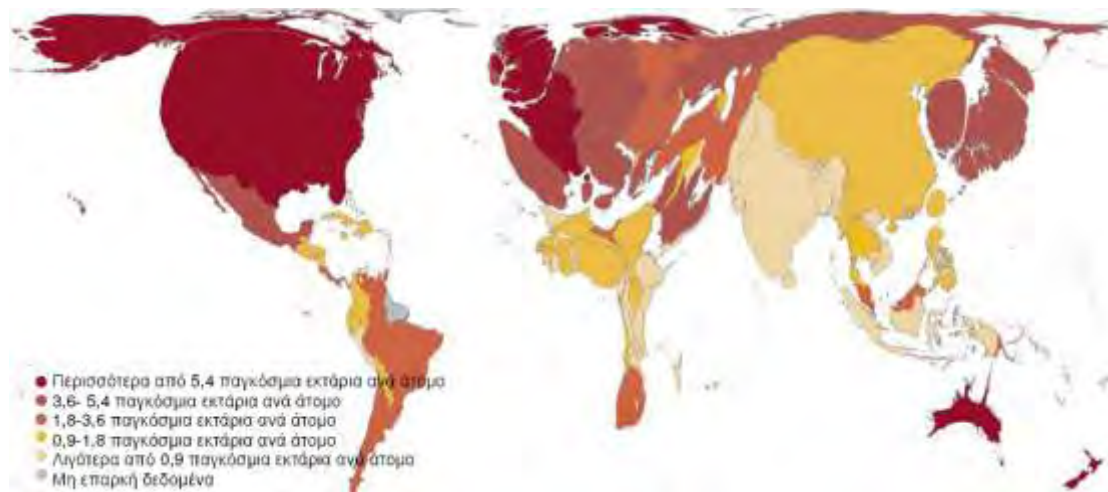 Περισσότερα από 5,4 παγκόσμια εκτάρια ανά άτομο
3,6- 5,4 παγκόσμια εκτάρια ανά άτομο
1,8-3,6 παγκόσμια εκτάρια ανά άτομο
0,9-1,8 παγκόσμια εκτάρια ανά άτομο
Λιγότερα από 0,9 παγκόσμια εκτάρια ανά άτομο
Μη επαρκή δεδομένα